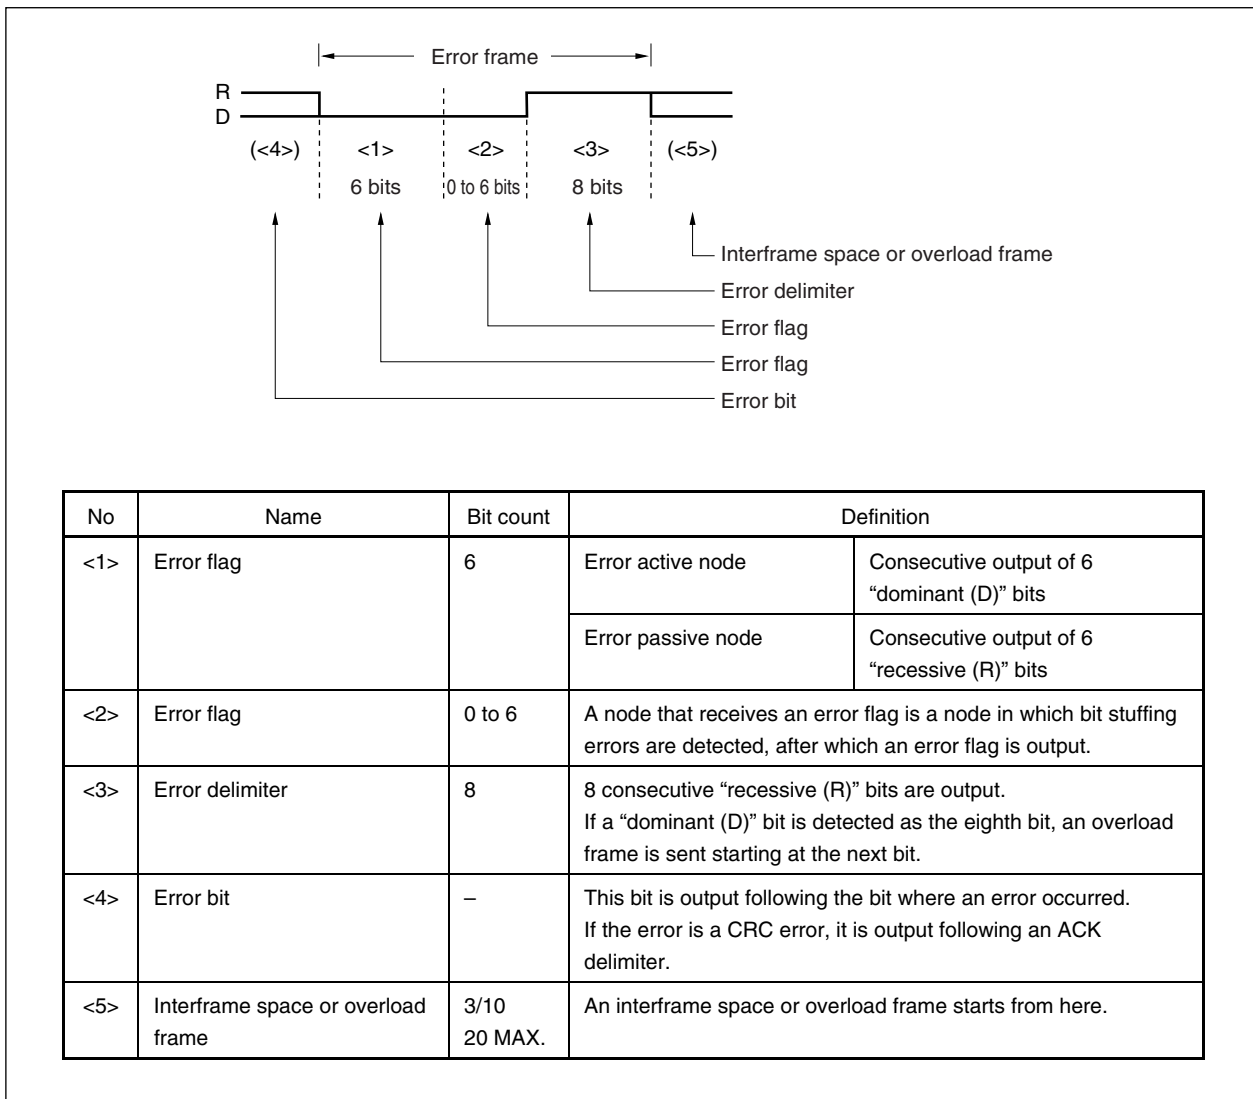 Error frame
R
D
(<4>) <1> <2> <3> (<5>)
6 bits 0 to 6 bits 8 bits
Interframe space or overload frame
Error delimiter
Error flag
Error flag
Error bit
No Name Bit count Definition
<1> Error flag 6 Error active node Consecutive output of 6
“dominant (D)” bits
Error passive node Consecutive output of 6
“recessive (R)” bits
<2> Error flag 0 to 6 A node that receives an error flag is a node in which bit stuffing
errors are detected, after which an error flag is output.
<3> Error delimiter 8 8 consecutive “recessive (R)” bits are output.
If a “dominant (D)” bit is detected as the eighth bit, an overload
frame is sent starting at the next bit.
<4> Error bit – This bit is output following the bit where an error occurred.
If the error is a CRC error, it is output following an ACK
delimiter.
<5> Interframe space or overload 3/10 An interframe space or overload frame starts from here.
frame 20 MAX.